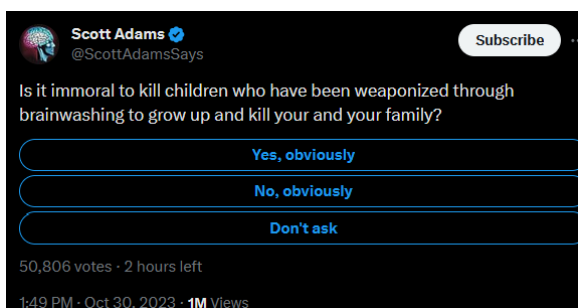 Scott Adams
@ScottAdamsSays
Subscribe
Is it immoral to kill children who have been weaponized through
brainwashing to grow up and kill your and your family?
Yes, obviously
No, obviously
Don't ask
50,806 votes · 2 hours left
1:49 PM · Oct 30, 2023 · 1M Views